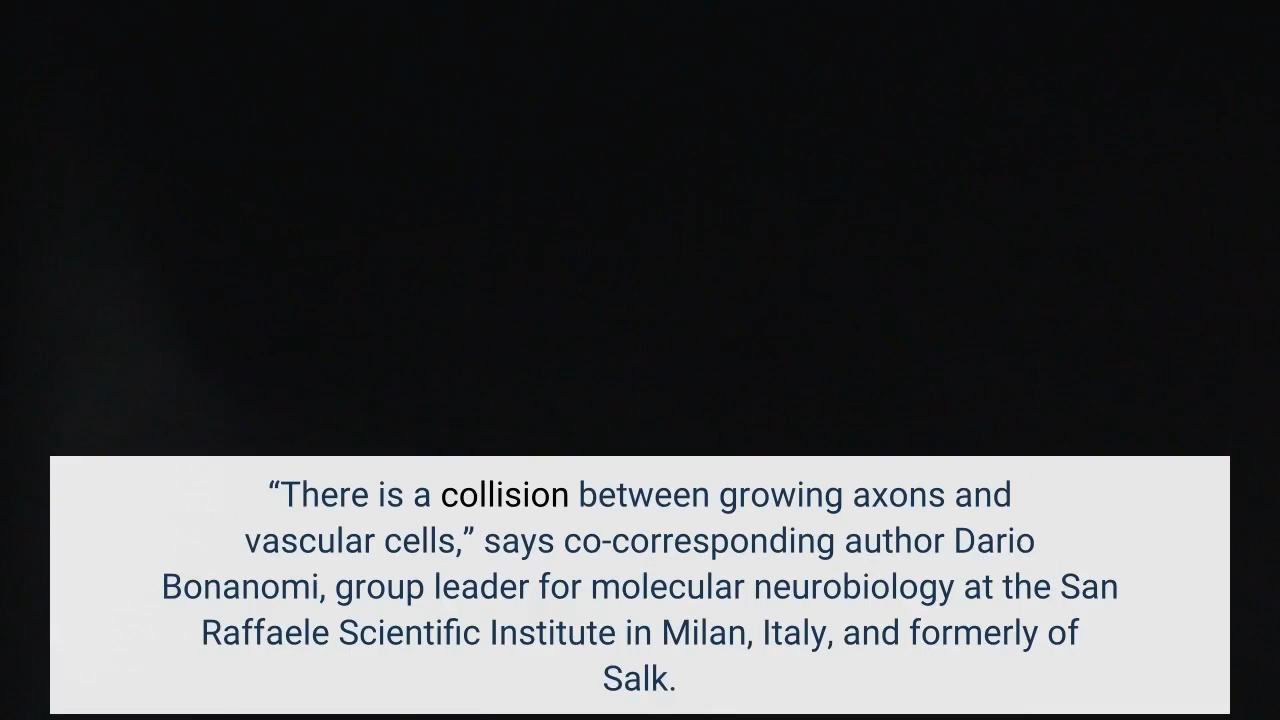 “There is a collision between growing axons and
vascular cells,” says co-corresponding author Dario
Bonanomi, group leader for molecular neurobiology at the San
Raffaele Scientific Institute in Milan, Italy, and formerly of
Salk.